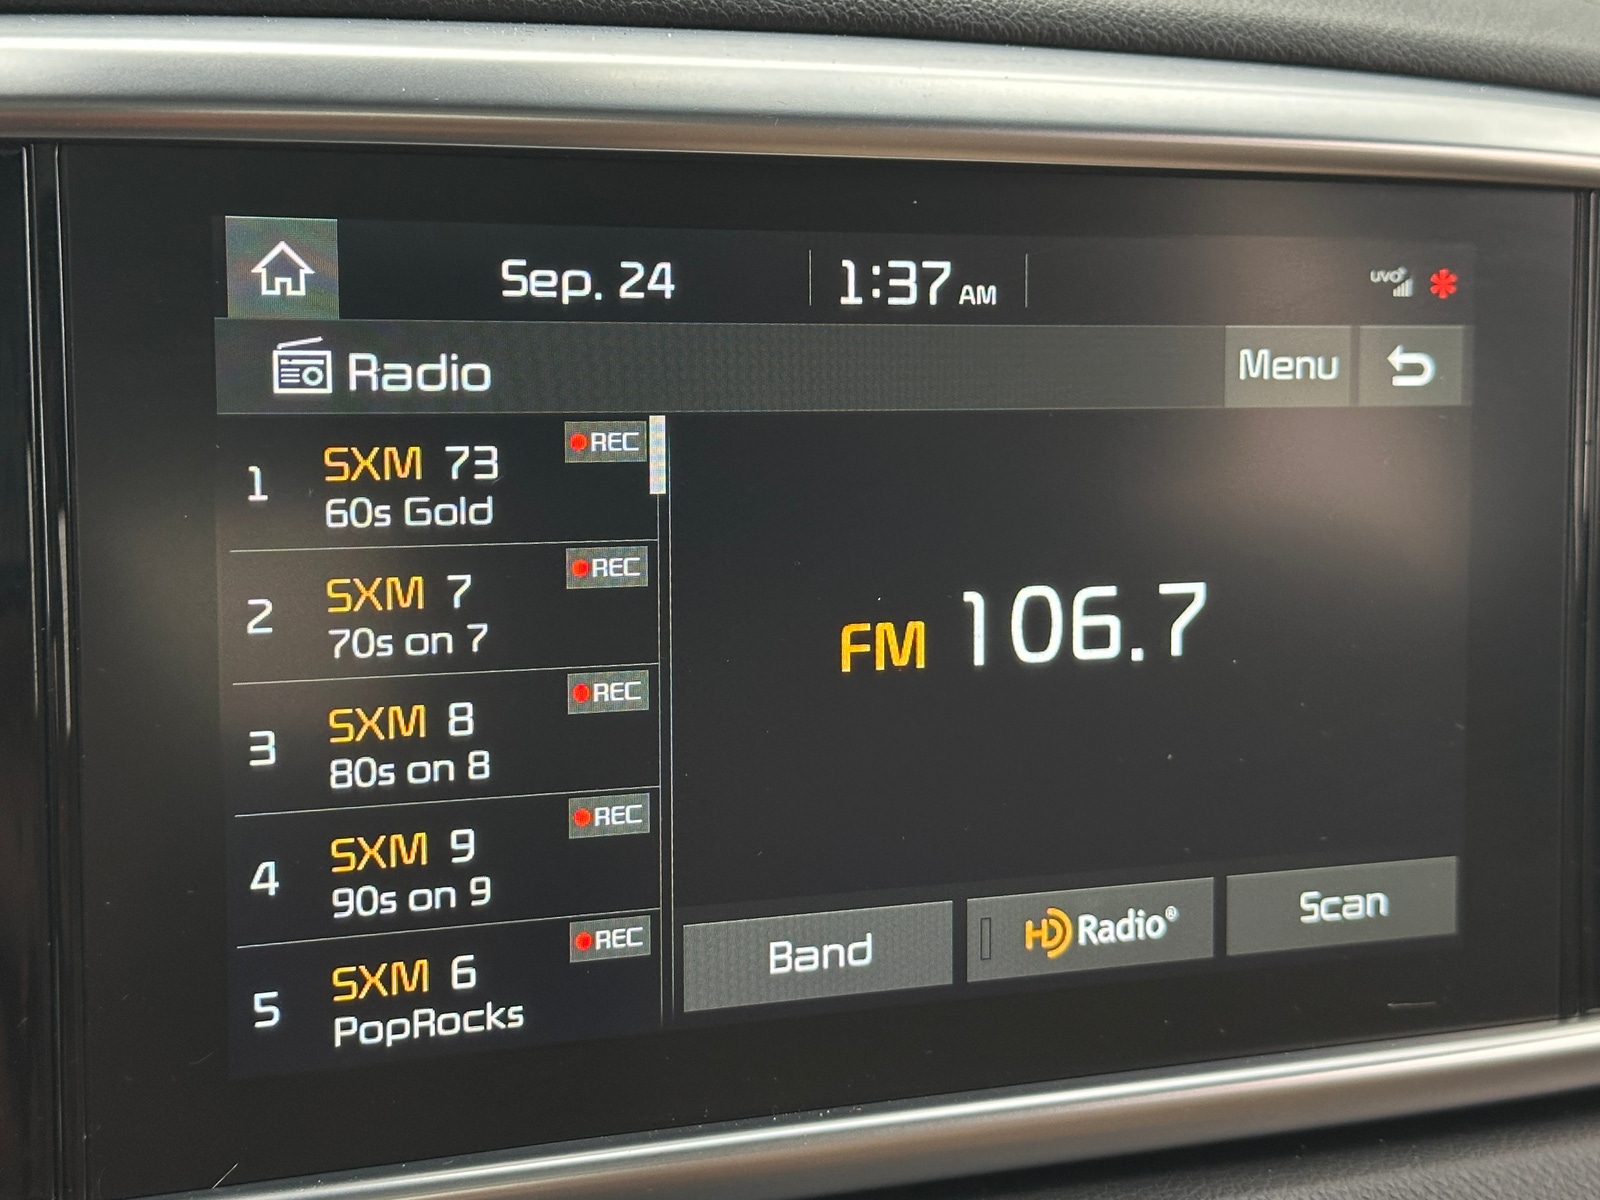 Sep. 24
1:37 AM
uvo
Radio
Menu
1
SXM 73
60s Gold
REC
2
SXM 7
70s on 7
REC
3
SXM 8
80s on 8
REC
4
SXM 9
90s on 9
REC
5
SXM 6
PopRocks
REC
FM 106.7
Band
HD Radio®
Scan